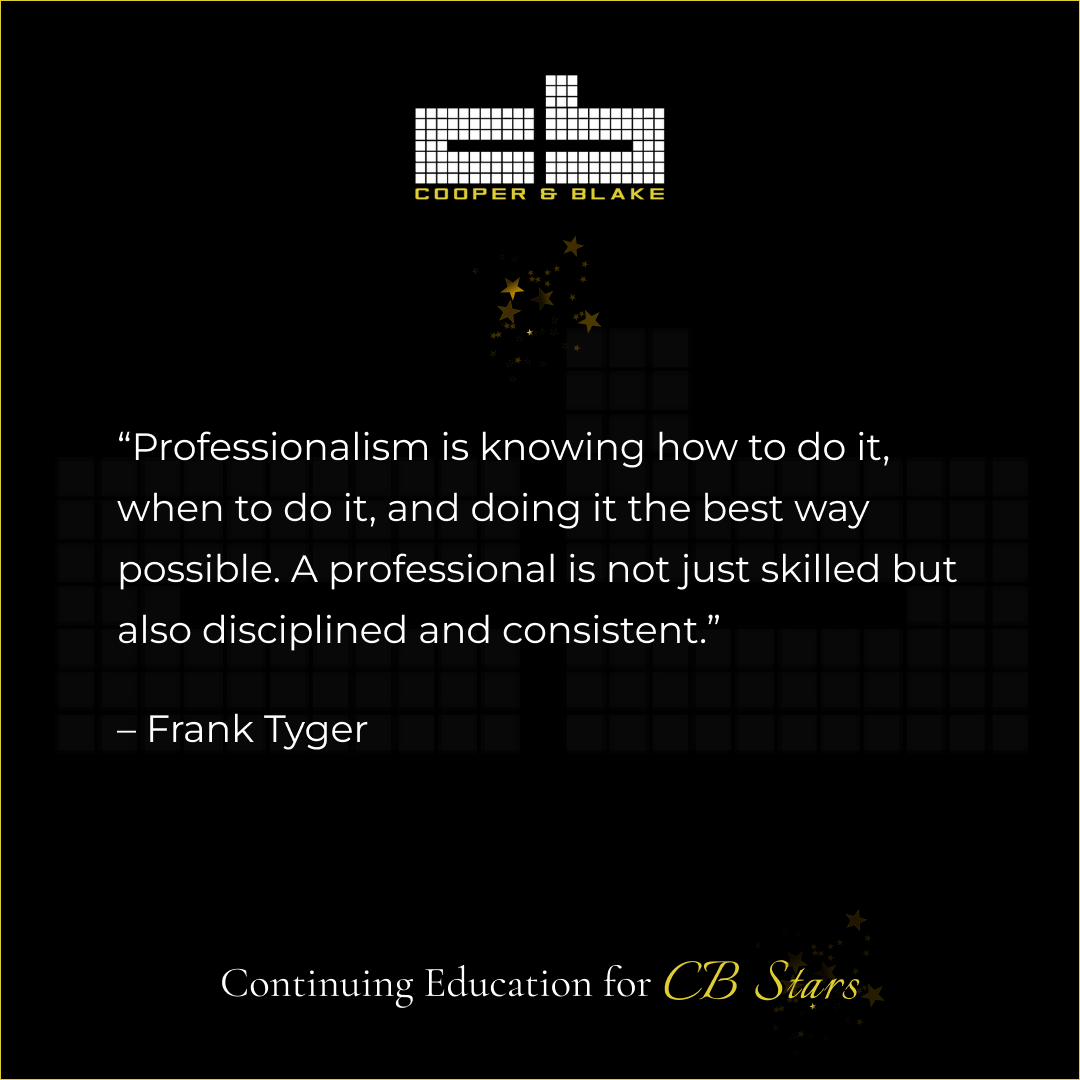 cb
COOPER & BLAKE
“Professionalism is knowing how to do it,
when to do it, and doing it the best way
possible. A professional is not just skilled but
also disciplined and consistent.”
– Frank Tyger
Continuing Education for CB Stars